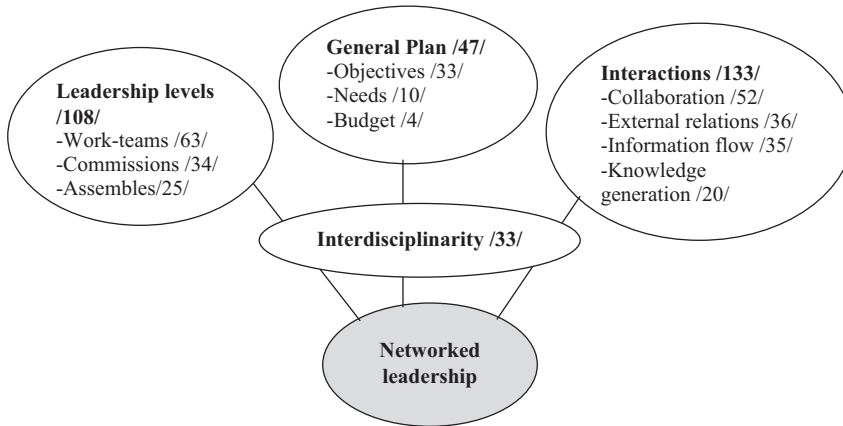 General Plan /47/
-Objectives /33/
-Needs /10/
-Budget /4/
Leadership levels
/108/
-Work-teams /63/
-Commissions /34/
-Assembles/25/
Interactions /133/
-Collaboration /52/
-External relations /36/
-Information flow /35/
-Knowledge
generation /20/
Interdisciplinarity /33/
Networked
leadership